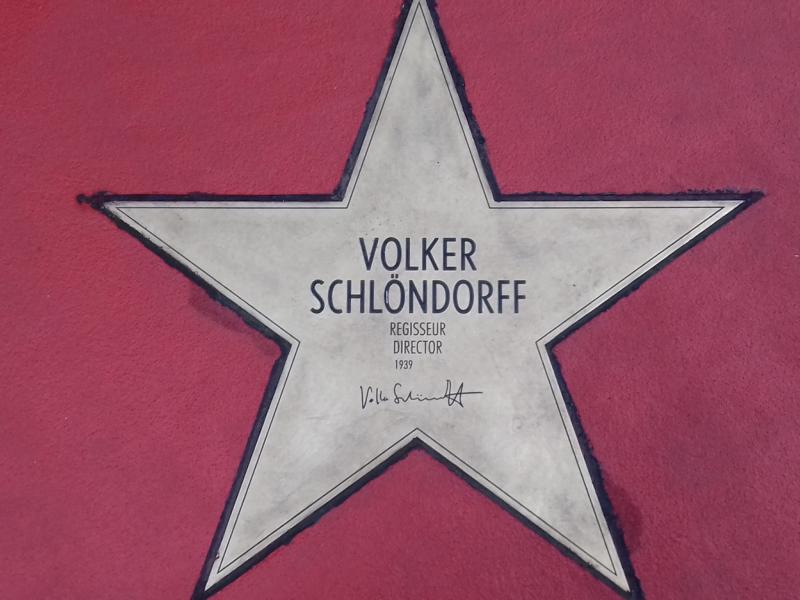 VOLKER
SCHLÖNDORFF
REGISSEUR
DIRECTOR
1939